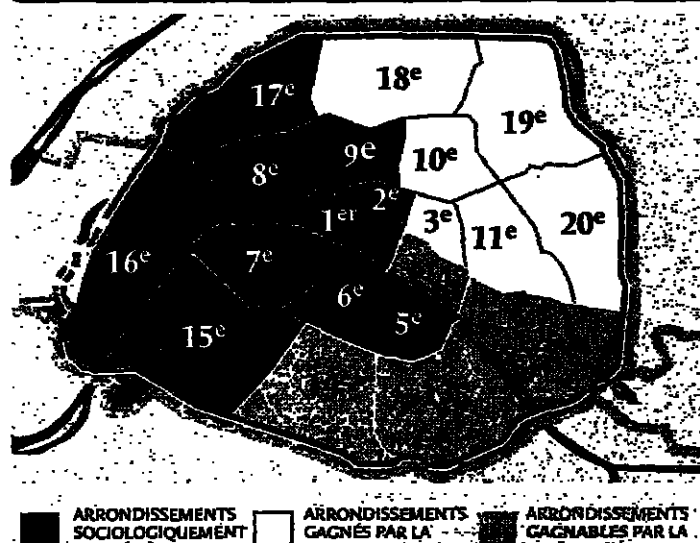 17e
18e
19e
8e
9e
10e
2e
1er
3e
11e
20e
16e
7e
6e
5e
15e
ARRONDISSEMENTS
SOCIOLOGIQUEMENT
ARRONDISSEMENTS
GAGNÉS PAR LA
ARRONDISSEMENTS
GAGNABLES PAR LA